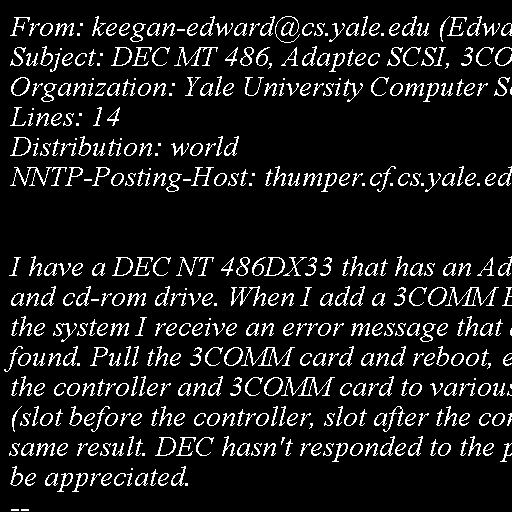 From: keegan-edward@cs.yale.edu (Edwa
Subject: DEC MT 486, Adaptec SCSI, 3CO
Organization: Yale University Computer S
Lines: 14
Distribution: world
NNTP-Posting-Host: thumper.cf.cs.yale.ed
I have a DEC NT 486DX33 that has an Ad
and cd-rom drive. When I add a 3COMM E
the system I receive an error message that
found. Pull the 3COMM card and reboot, e
the controller and 3COMM card to various
(slot before the controller, slot after the con
same result. DEC hasn't responded to the p
be appreciated.
--